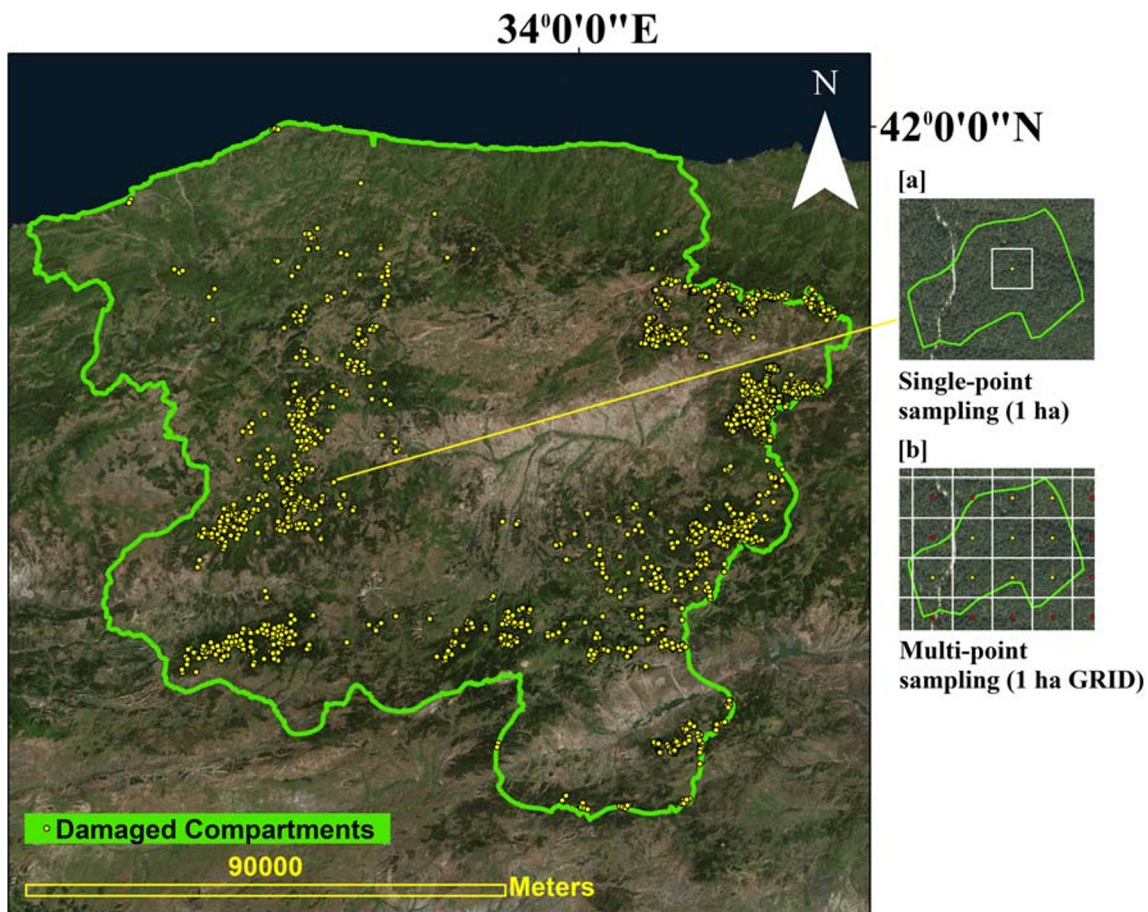 34⁰0'0"E
N
42⁰0'0"N
[a]
Single-point
sampling (1 ha)
[b]
Multi-point
sampling (1 ha GRID)
Damaged Compartments
90000
Meters